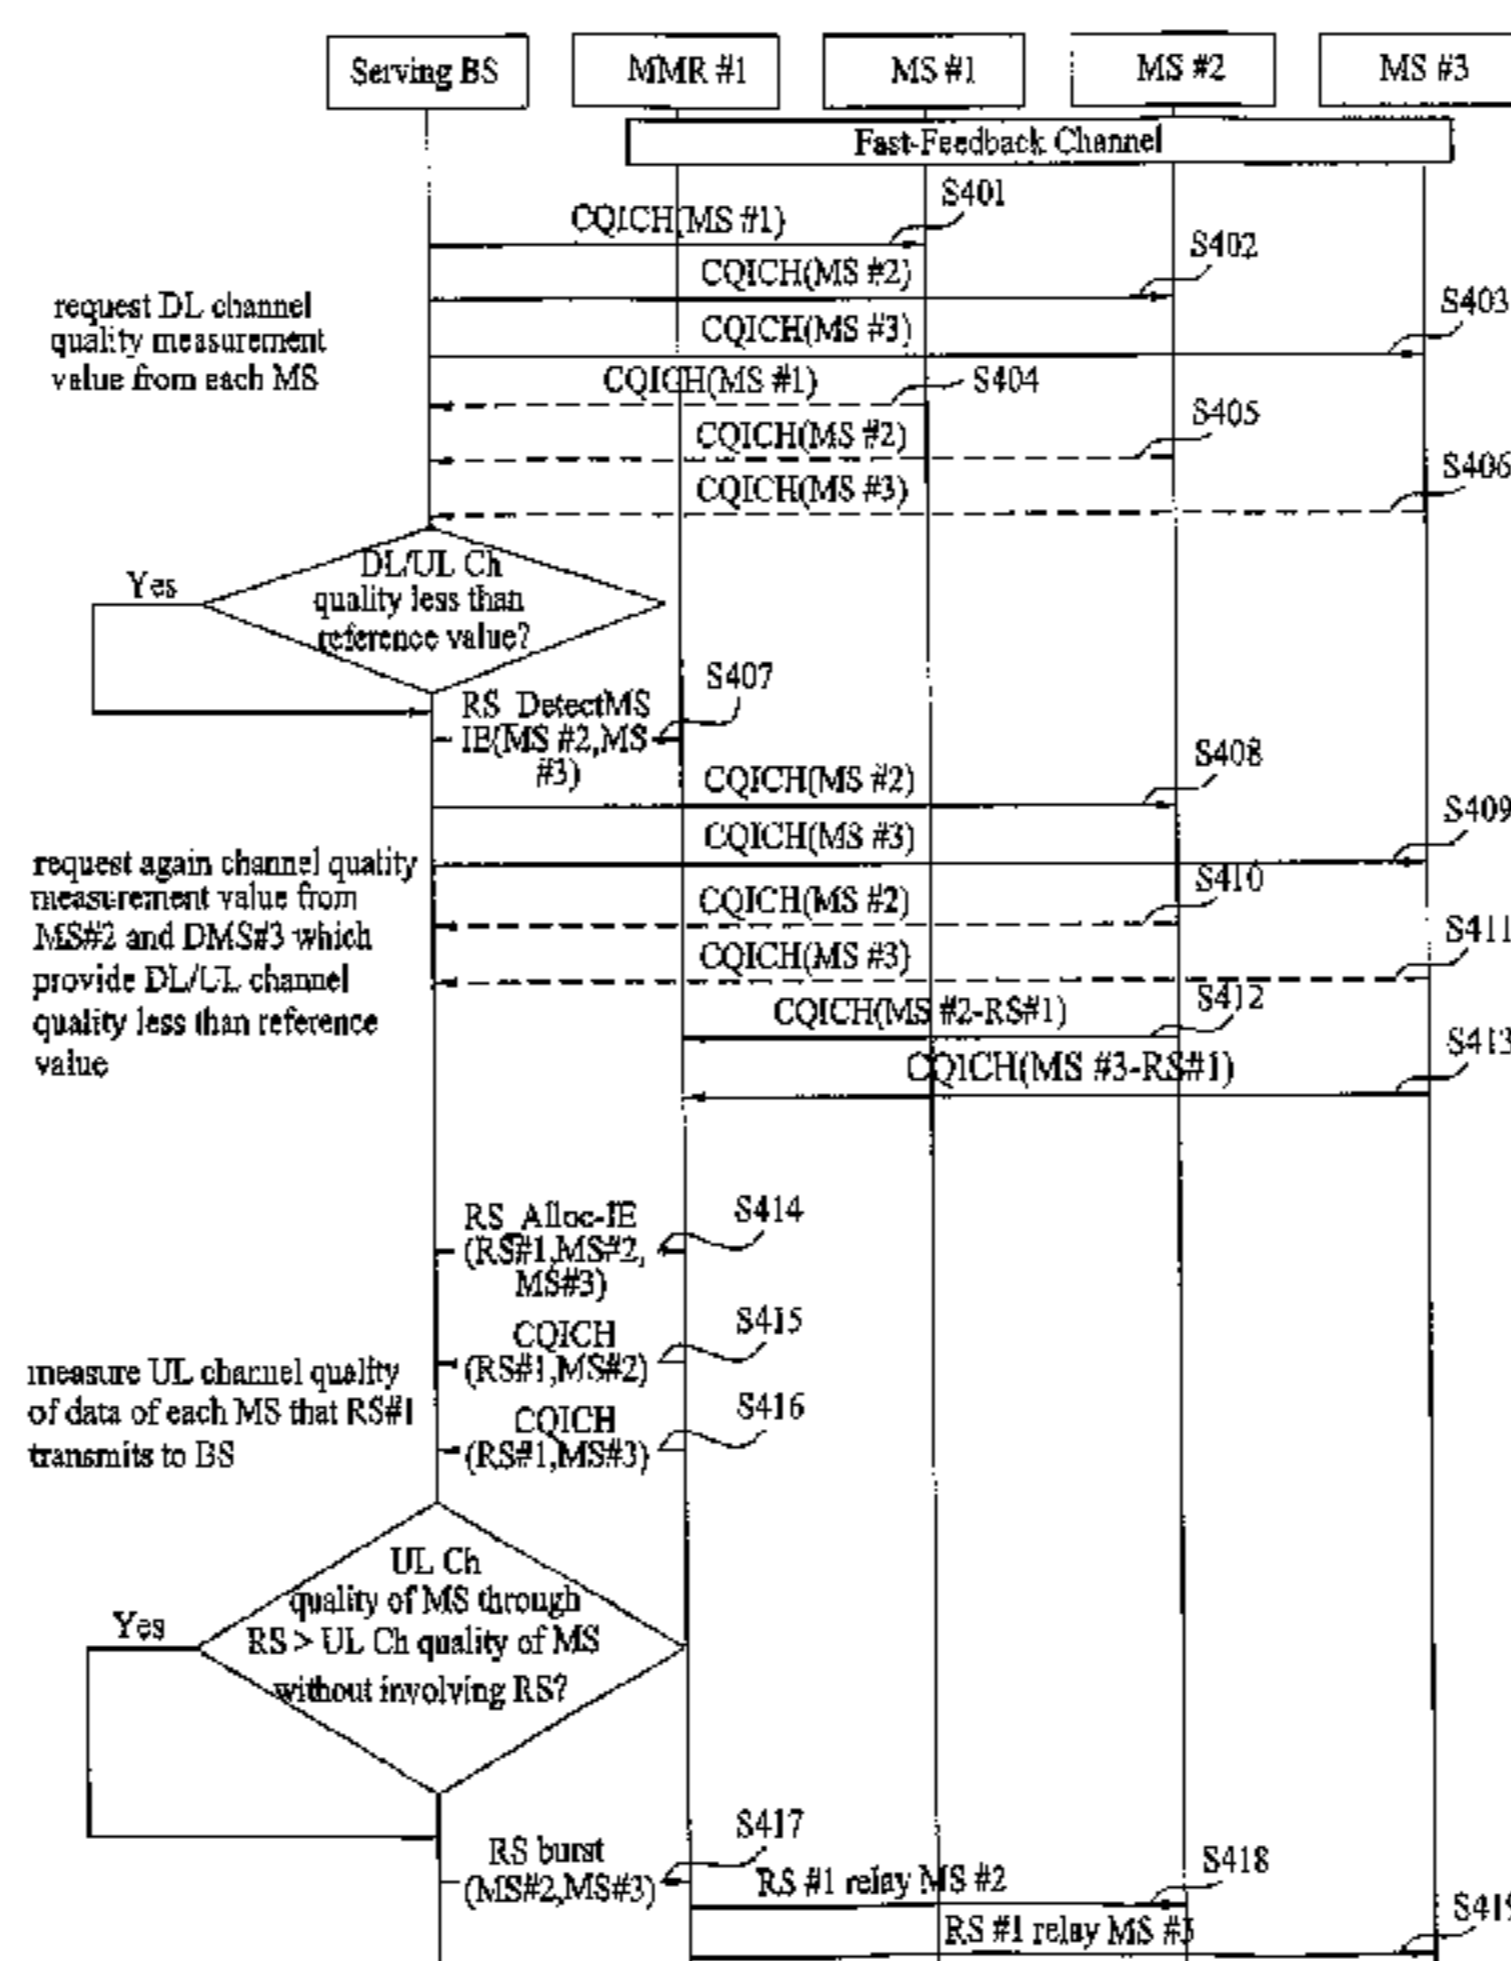 Serving BS
MMR #1
MS #1
MS #2
MS #3
Fast-Feedback Channel
CQICH(MS #1)
S401
CQICH(MS #2)
S402
CQICH(MS #3)
S403
request DL channel
quality measurement
value from each MS
CQICH(MS #1)
S404
CQICH(MS #2)
S405
CQICH(MS #3)
S406
DL/UL Ch
quality less than
reference value?
Yes
RS_DetectMS
IE(MS #2,MS
#3)
S407
CQICH(MS #2)
S408
CQICH(MS #3)
S409
request again channel quality
measurement value from
MS#2 and DMS#3 which
provide DL/UL channel
quality less than reference
value
CQICH(MS #2)
S410
CQICH(MS #3)
S411
CQICH(MS #2-RS#1)
S412
CQICH(MS #3-RS#1)
S413
RS_Alloc-IE
(RS#1,MS#2,
MS#3)
S414
CQICH
(RS#1,MS#2)
S415
CQICH
(RS#1,MS#3)
S416
measure UL channel quality
of data of each MS that RS#1
transmits to BS
UL Ch
quality of MS through
RS > UL Ch quality of MS
without involving RS?
Yes
RS burst
(MS#2,MS#3)
S417
RS #1 relay MS #2
S418
RS #1 relay MS #3
S419